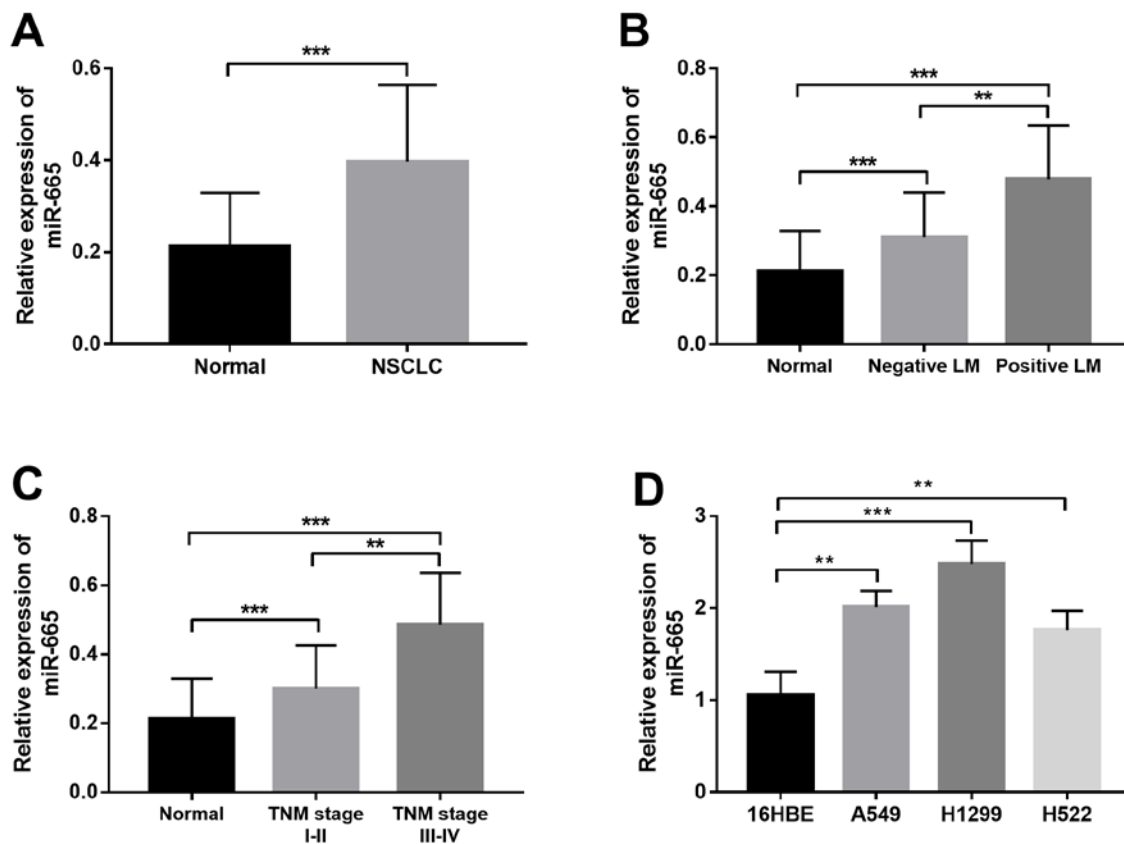 A
Relative expression of
miR-665
0.6
0.4
0.2
0.0
***
Normal
NSCLC
B
Relative expression of
miR-665
0.8
0.6
0.4
0.2
0.0
***
**
***
Normal
Negative LM
Positive LM
C
Relative expression of
miR-665
0.8
0.6
0.4
0.2
0.0
***
**
***
Normal
TNM stage
I-II
TNM stage
III-IV
D
Relative expression of
miR-665
3
2
1
0
**
***
**
16HBE
A549
H1299
H522